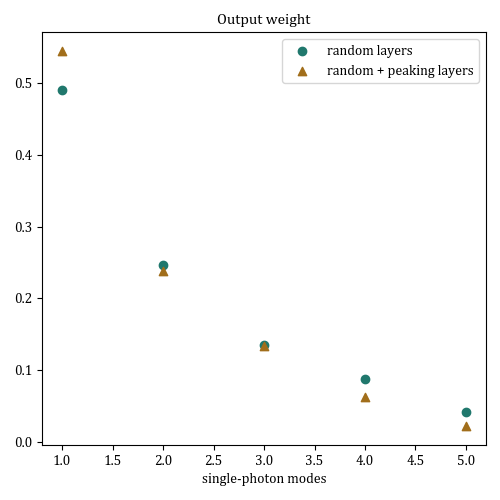 Output weight
random layers
random + peaking layers
0.5
0.4
0.3
0.2
0.1
0.0
1.0 1.5 2.0 2.5 3.0 3.5 4.0 4.5 5.0
single-photon modes